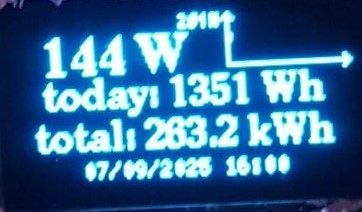 144 W
today: 1351 Wh
total: 263.2 kWh
07/09/2025 16:00